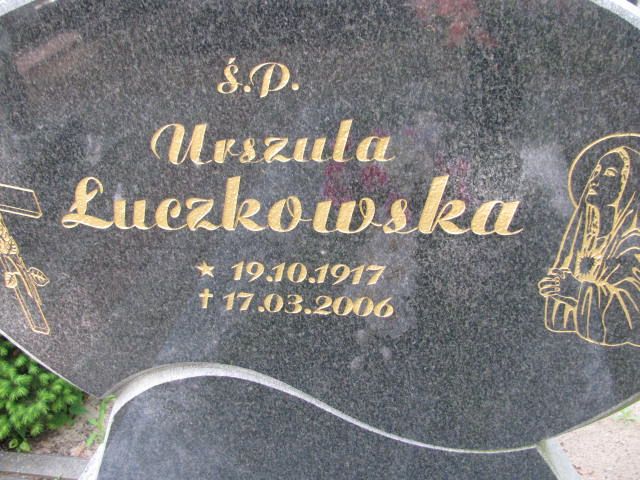 ś.P.
Urszula
Łuczkowska
★ 19.10.1917
✝ 17.03.2006